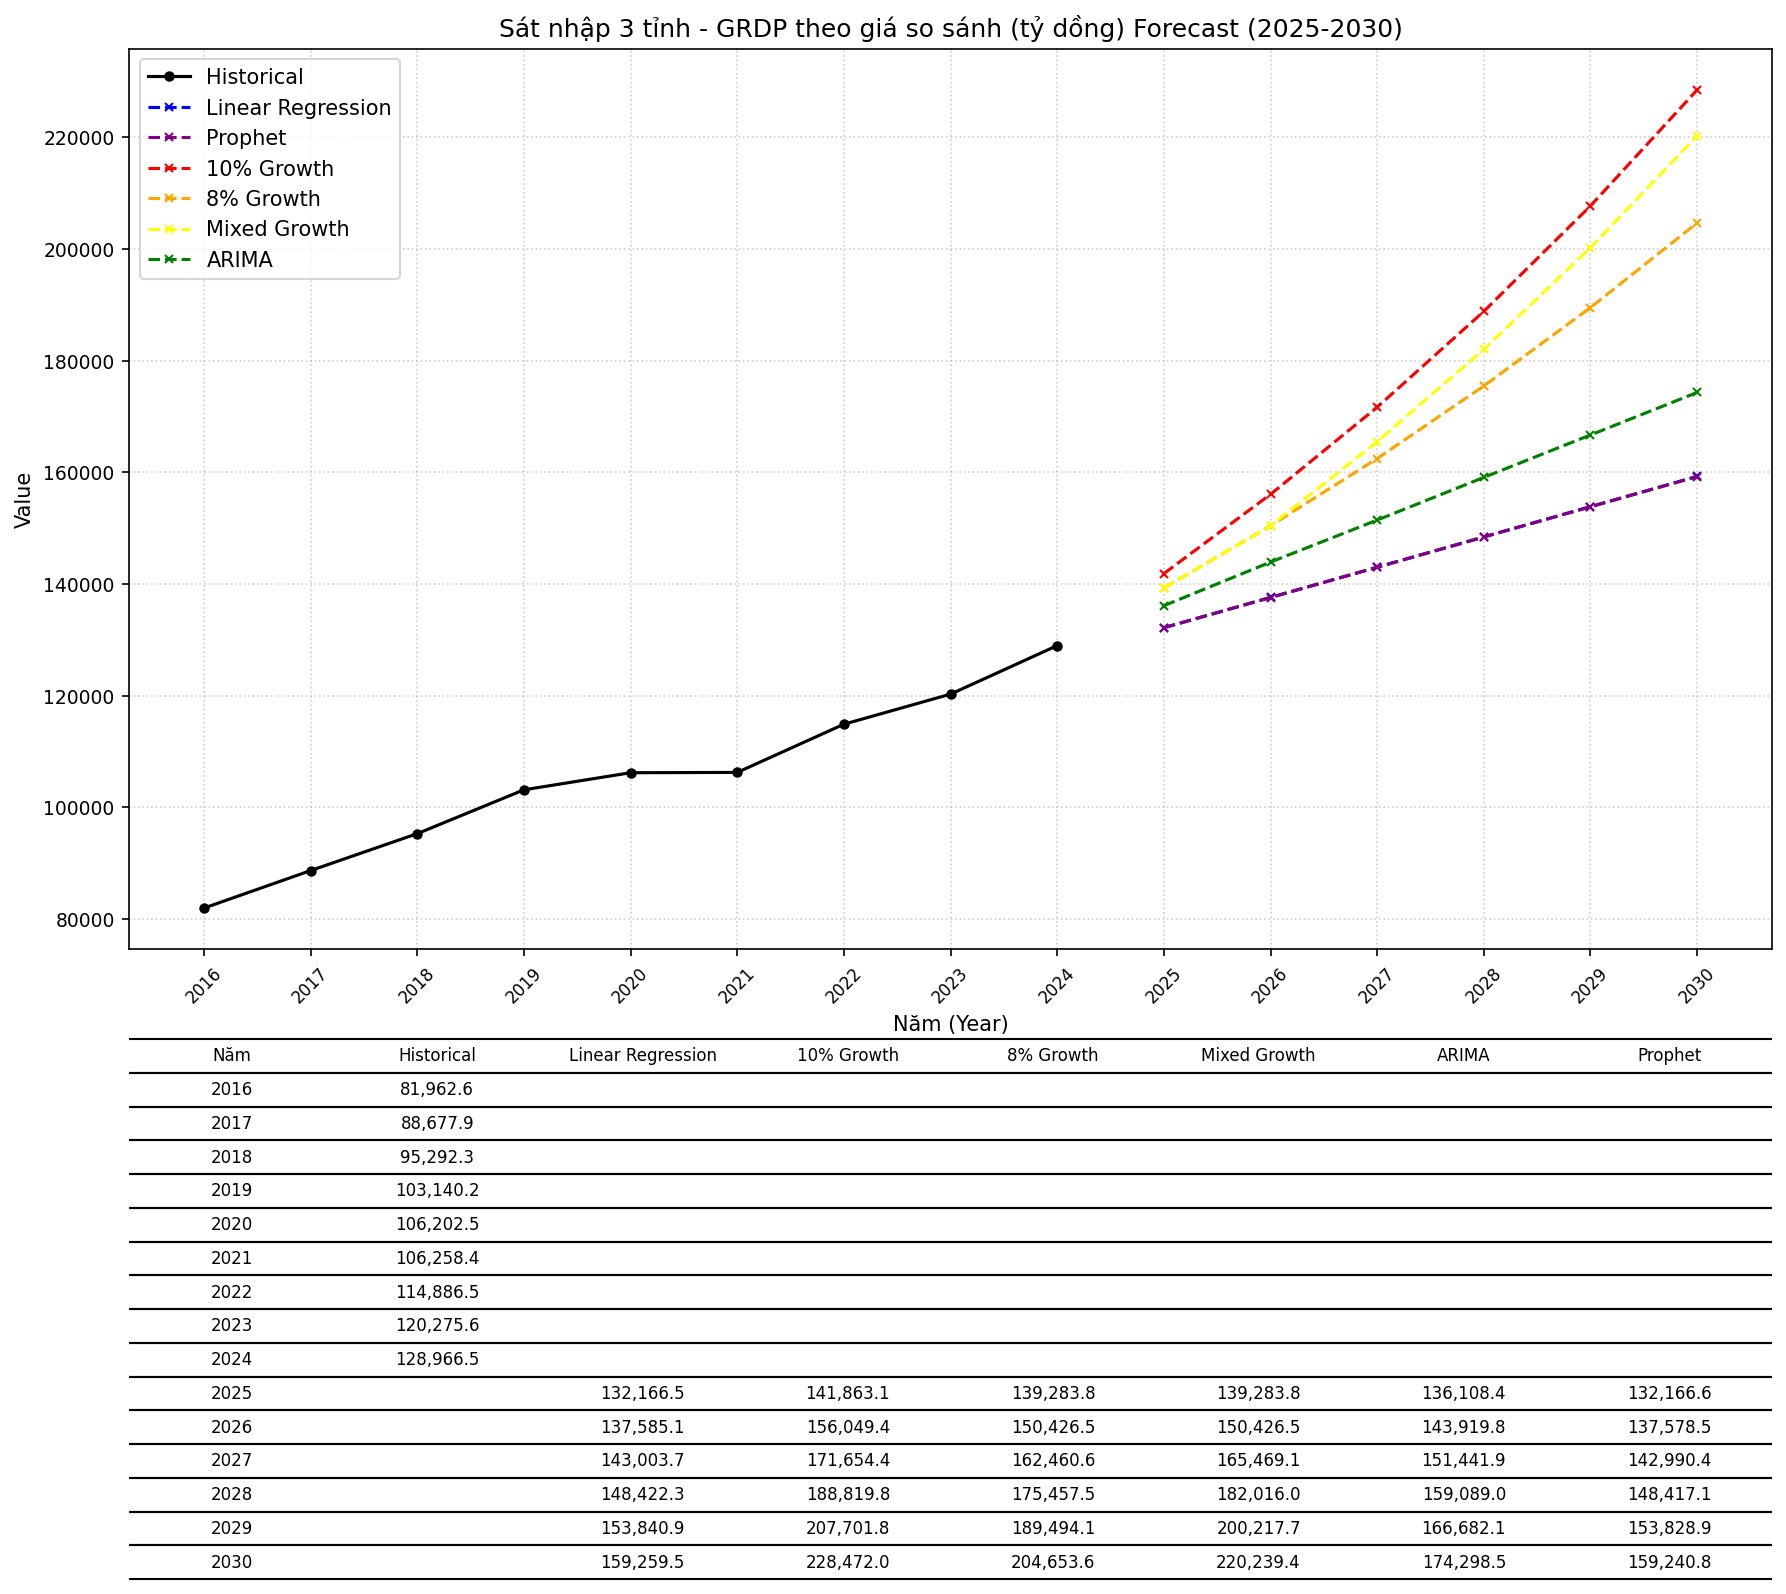 Sát nhập 3 tỉnh - GRDP theo giá so sánh (tỷ đồng) Forecast (2025-2030)
Historical
Linear Regression
Prophet
10% Growth
8% Growth
Mixed Growth
ARIMA
Value
220000
200000
180000
160000
140000
120000
100000
80000
2016 2017 2018 2019 2020 2021 2022 2023 2024 2025 2026 2027 2028 2029 2030
Năm (Year)
Năm Historical Linear Regression 10% Growth 8% Growth Mixed Growth ARIMA Prophet
2016 81,962.6
2017 88,677.9
2018 95,292.3
2019 103,140.2
2020 106,202.5
2021 106,258.4
2022 114,886.5
2023 120,275.6
2024 128,966.5
2025 132,166.5 141,863.1 139,283.8 139,283.8 136,108.4 132,166.6
2026 137,585.1 156,049.4 150,426.5 150,426.5 143,919.8 137,578.5
2027 143,003.7 171,654.4 162,460.6 165,469.1 151,441.9 142,990.4
2028 148,422.3 188,819.8 175,457.5 182,016.0 159,089.0 148,417.1
2029 153,840.9 207,701.8 189,494.1 200,217.7 166,682.1 153,828.9
2030 159,259.5 228,472.0 204,653.6 220,239.4 174,298.5 159,240.8